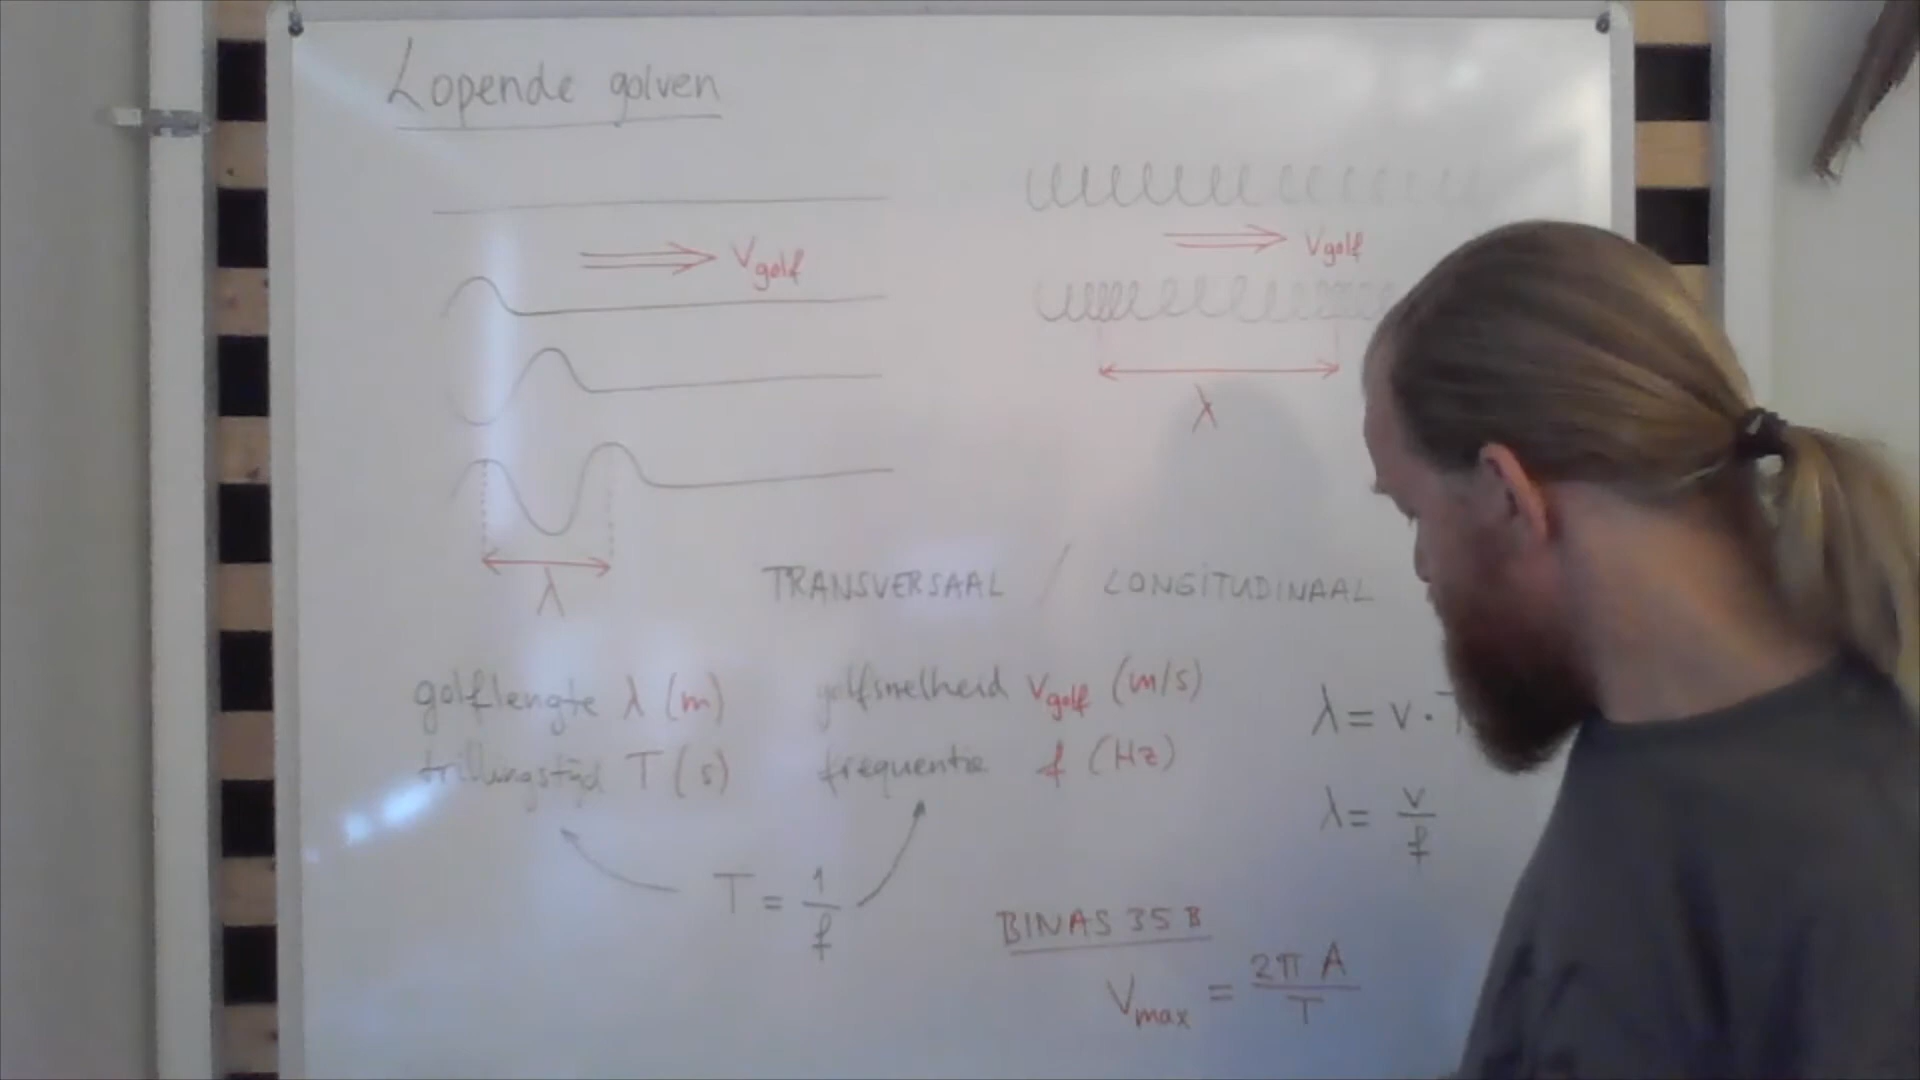 Lopende golven
Vgolf
Vgolf
λ
λ
TRANSVERSAAL / LONGITUDINAAL
golflengte λ (m)
golfsnelheid Vgolf (m/s)
trillingstijd T (s)
frequentie f (Hz)
λ = v ·
λ = v/f
T = 1/f
BINAS 35 B
Vmax = 2π A/T